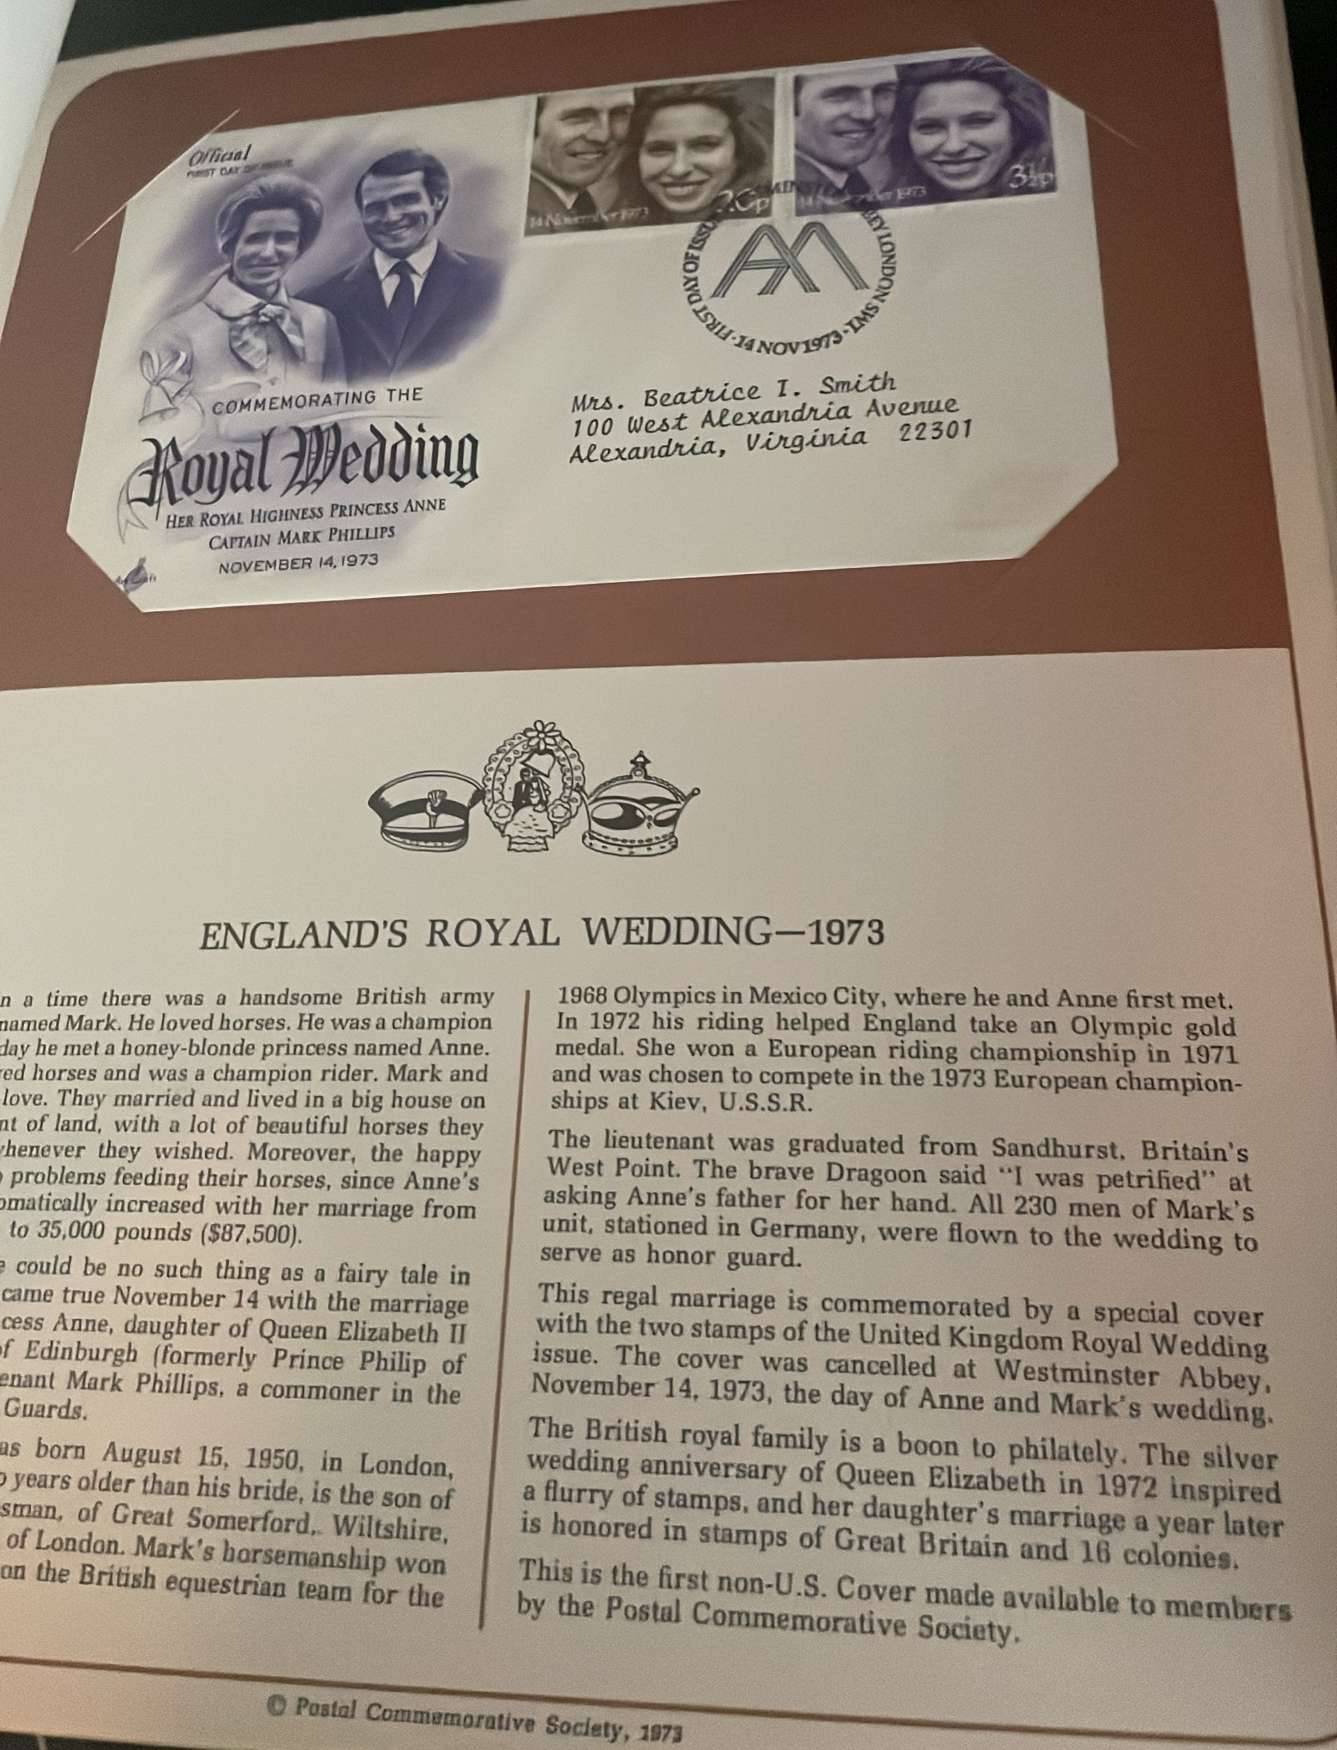 Official
FIRST DAY OF ISSUE
14 November 1973
20p
14 November 1973
3½p
FIRST DAY OF ISSUE
ABBEY LONDON SW1
14 NOV 1973
COMMEMORATING THE
Royal Wedding
HER ROYAL HIGHNESS PRINCESS ANNE
CAPTAIN MARK PHILLIPS
NOVEMBER 14, 1973
Mrs. Beatrice I. Smith
100 West Alexandria Avenue
Alexandria, Virginia 22301
ENGLAND'S ROYAL WEDDING—1973
n a time there was a handsome British army
named Mark. He loved horses. He was a champion
day he met a honey-blonde princess named Anne.
ed horses and was a champion rider. Mark and
love. They married and lived in a big house on
nt of land, with a lot of beautiful horses they
whenever they wished. Moreover, the happy
problems feeding their horses, since Anne's
omatically increased with her marriage from
to 35,000 pounds ($87,500).
e could be no such thing as a fairy tale in
came true November 14 with the marriage
cess Anne, daughter of Queen Elizabeth II
of Edinburgh (formerly Prince Philip of
enant Mark Phillips, a commoner in the
Guards.
as born August 15, 1950, in London,
o years older than his bride, is the son of
sman, of Great Somerford, Wiltshire,
of London. Mark's horsemanship won
on the British equestrian team for the
1968 Olympics in Mexico City, where he and Anne first met.
In 1972 his riding helped England take an Olympic gold
medal. She won a European riding championship in 1971
and was chosen to compete in the 1973 European champion-
ships at Kiev, U.S.S.R.
The lieutenant was graduated from Sandhurst, Britain's
West Point. The brave Dragoon said "I was petrified" at
asking Anne's father for her hand. All 230 men of Mark's
unit, stationed in Germany, were flown to the wedding to
serve as honor guard.
This regal marriage is commemorated by a special cover
with the two stamps of the United Kingdom Royal Wedding
issue. The cover was cancelled at Westminster Abbey,
November 14, 1973, the day of Anne and Mark's wedding.
The British royal family is a boon to philately. The silver
wedding anniversary of Queen Elizabeth in 1972 inspired
a flurry of stamps, and her daughter's marriage a year later
is honored in stamps of Great Britain and 16 colonies.
This is the first non-U.S. Cover made available to members
by the Postal Commemorative Society.
© Postal Commemorative Society, 1973